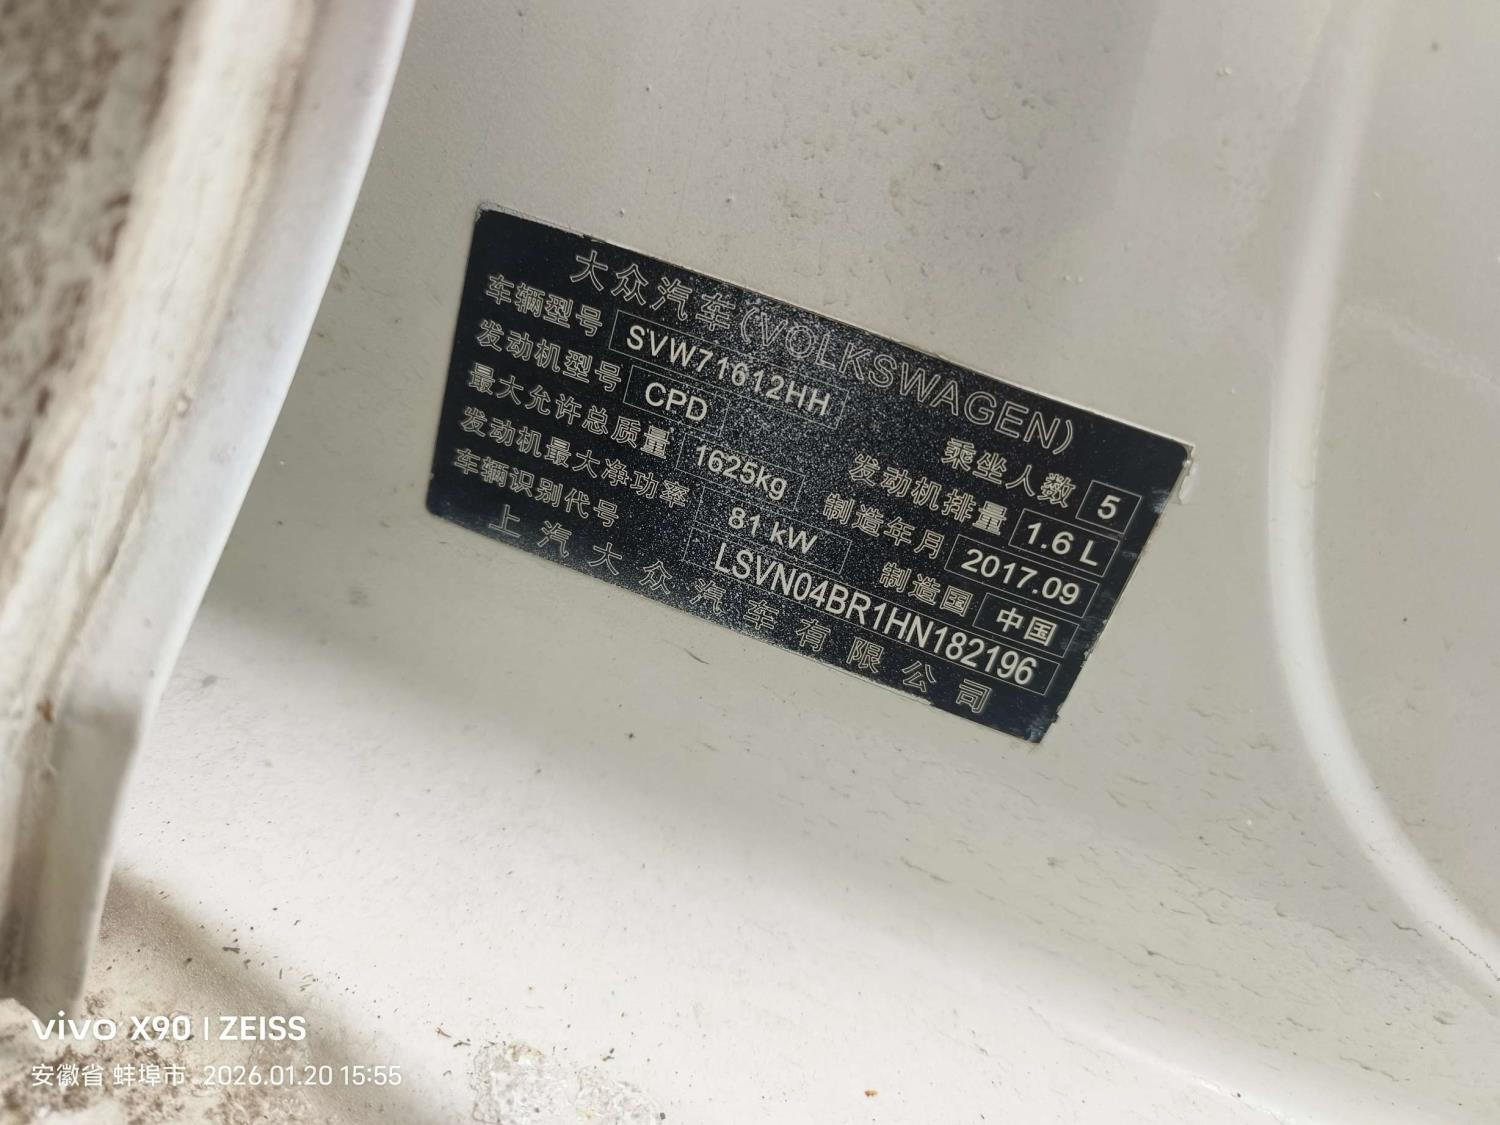 大众汽车(VOLKSWAGEN)
车辆型号 SVW71612HH 乘坐人数 5
发动机型号 CPD 发动机排量 1.6 L
最大允许总质量 1625kg 制造年月 2017.09
发动机最大净功率 81 kW 制造国 中国
车辆识别代号 LSVN04BR1HN182196
上汽大众汽车有限公司
vivo X90 | ZEISS
安徽省 蚌埠市 2026.01.20 15:55